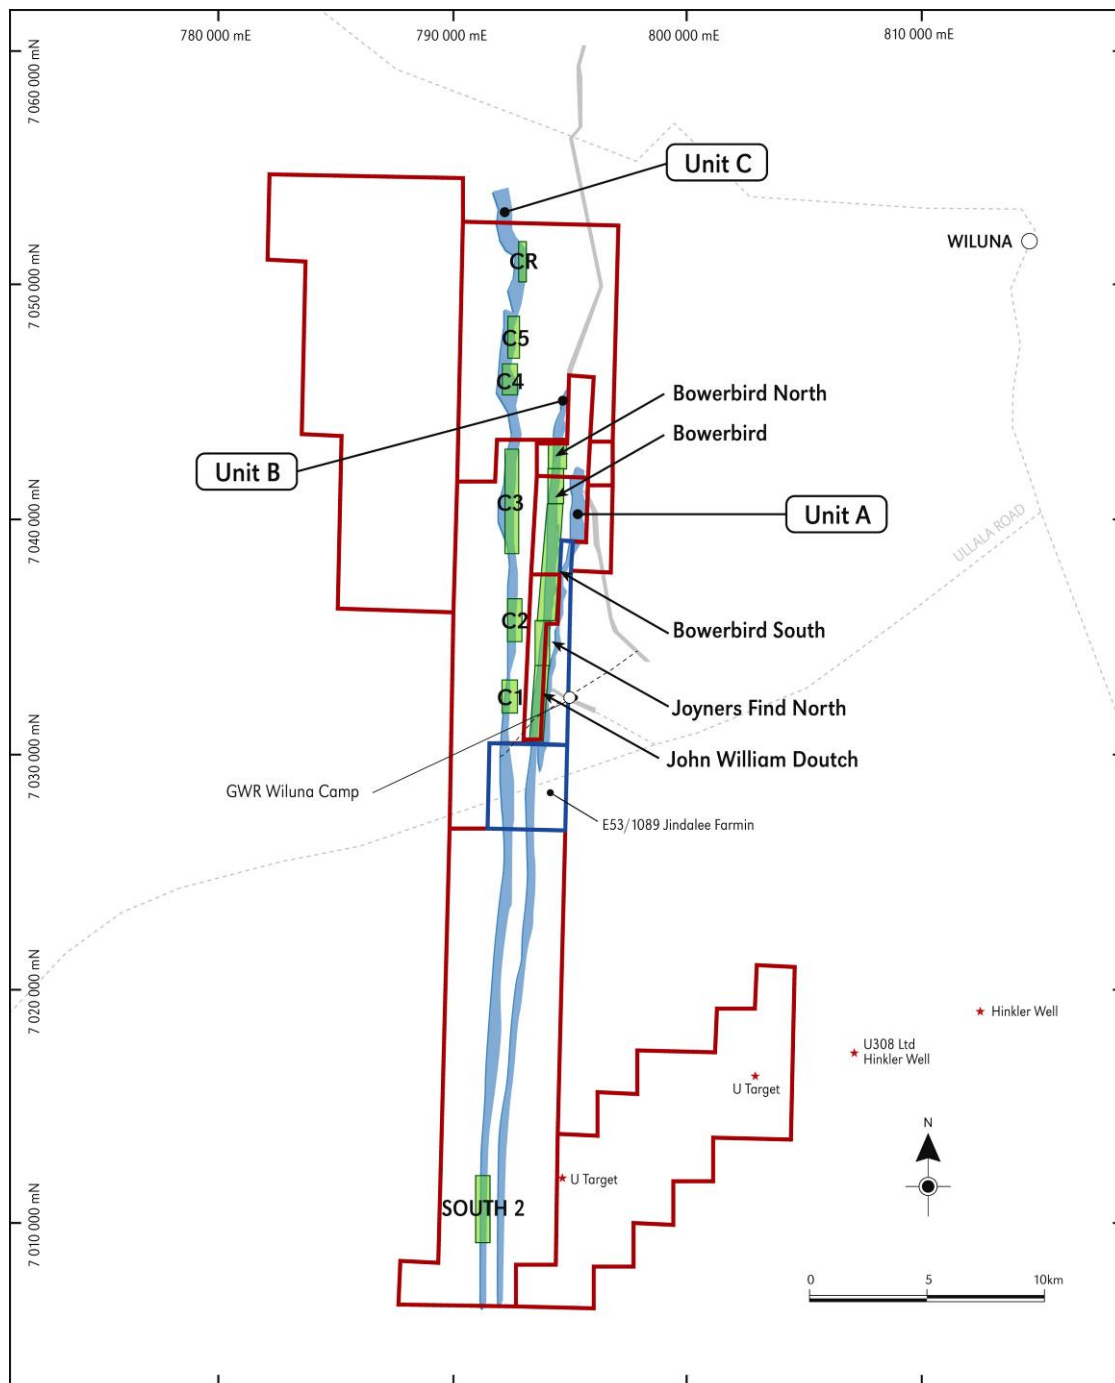 780 000 mE
790 000 mE
800 000 mE
810 000 mE
7 060 000 mN
Unit C
WILUNA
CR
7 050 000 mN
C5
C4
Bowerbird North
Bowerbird
Unit B
C3
Unit A
7 040 000 mN
ULLALA ROAD
C2
Bowerbird South
C1
Joyners Find North
John William Doutch
7 030 000 mN
GWR Wiluna Camp
E53/1089 Jindalee Farmin
7 020 000 mN
Hinkler Well
U308 Ltd
Hinkler Well
U Target
N
U Target
SOUTH 2
7 010 000 mN
0 5 10km